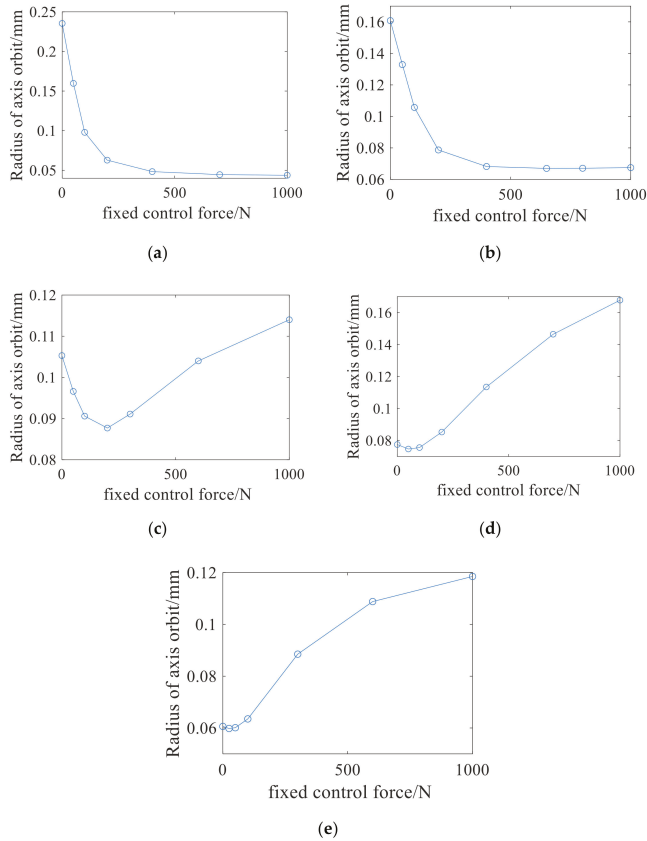 Radius of axis orbit/mm
0.25
0.2
0.15
0.1
0.05
0
500
1000
fixed control force/N
(a)
Radius of axis orbit/mm
0.16
0.14
0.12
0.1
0.08
0.06
0
500
1000
fixed control force/N
(b)
Radius of axis orbit/mm
0.12
0.11
0.1
0.09
0.08
0
500
1000
fixed control force/N
(c)
Radius of axis orbit/mm
0.16
0.14
0.12
0.1
0.08
0
500
1000
fixed control force/N
(d)
Radius of axis orbit/mm
0.12
0.1
0.08
0.06
0
500
1000
fixed control force/N
(e)